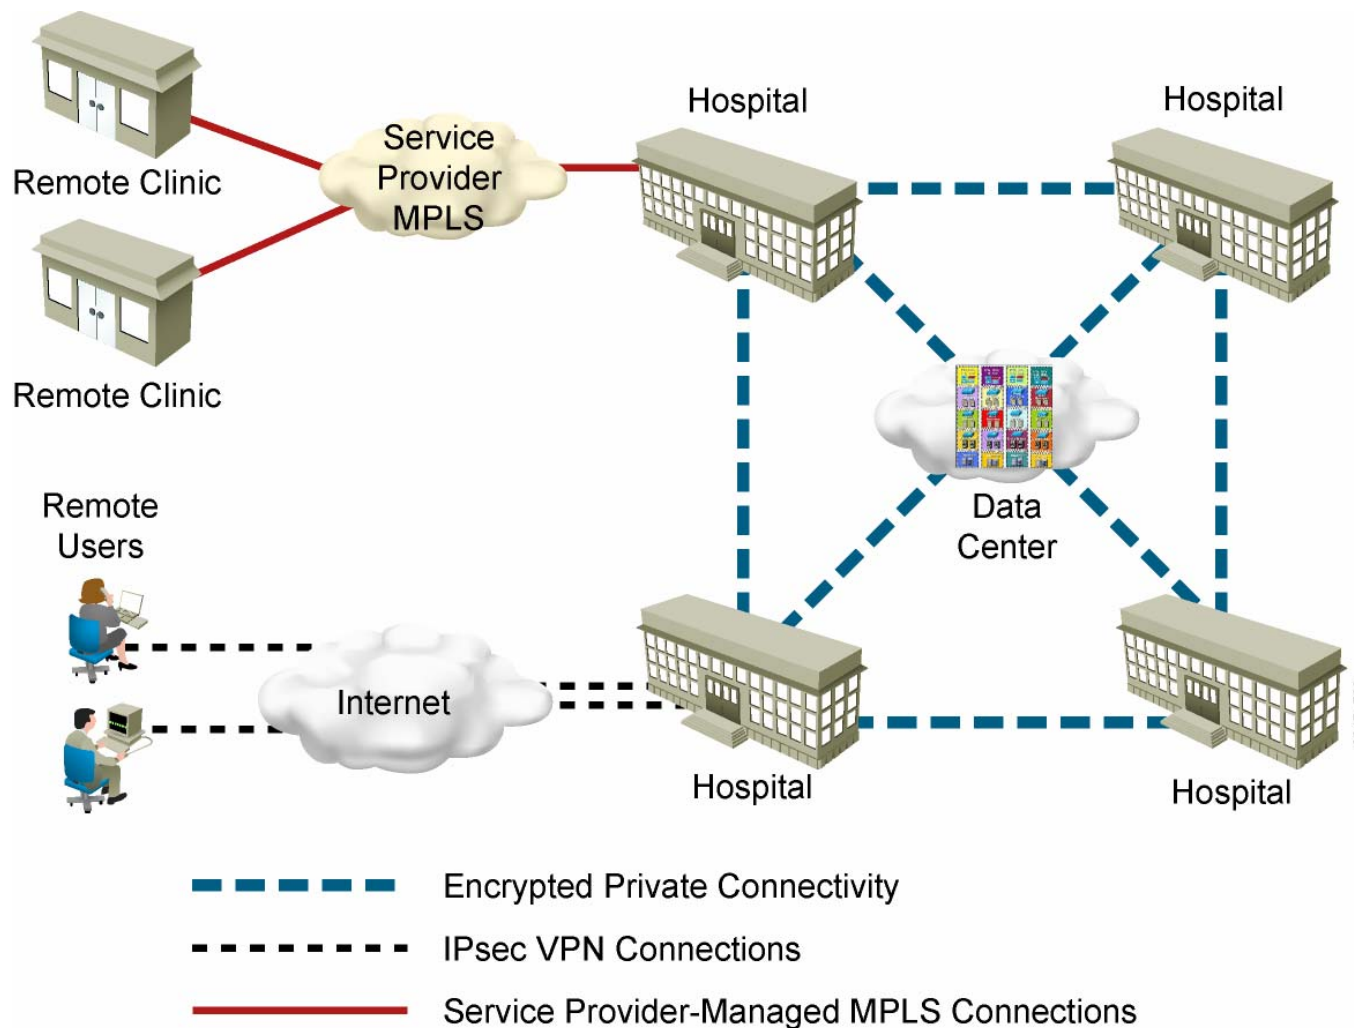 Hospital
Hospital
Service
Provider
MPLS
Remote Clinic
Remote Clinic
Data
Center
Remote
Users
Internet
Hospital
Hospital
Encrypted Private Connectivity
IPsec VPN Connections
Service Provider-Managed MPLS Connections